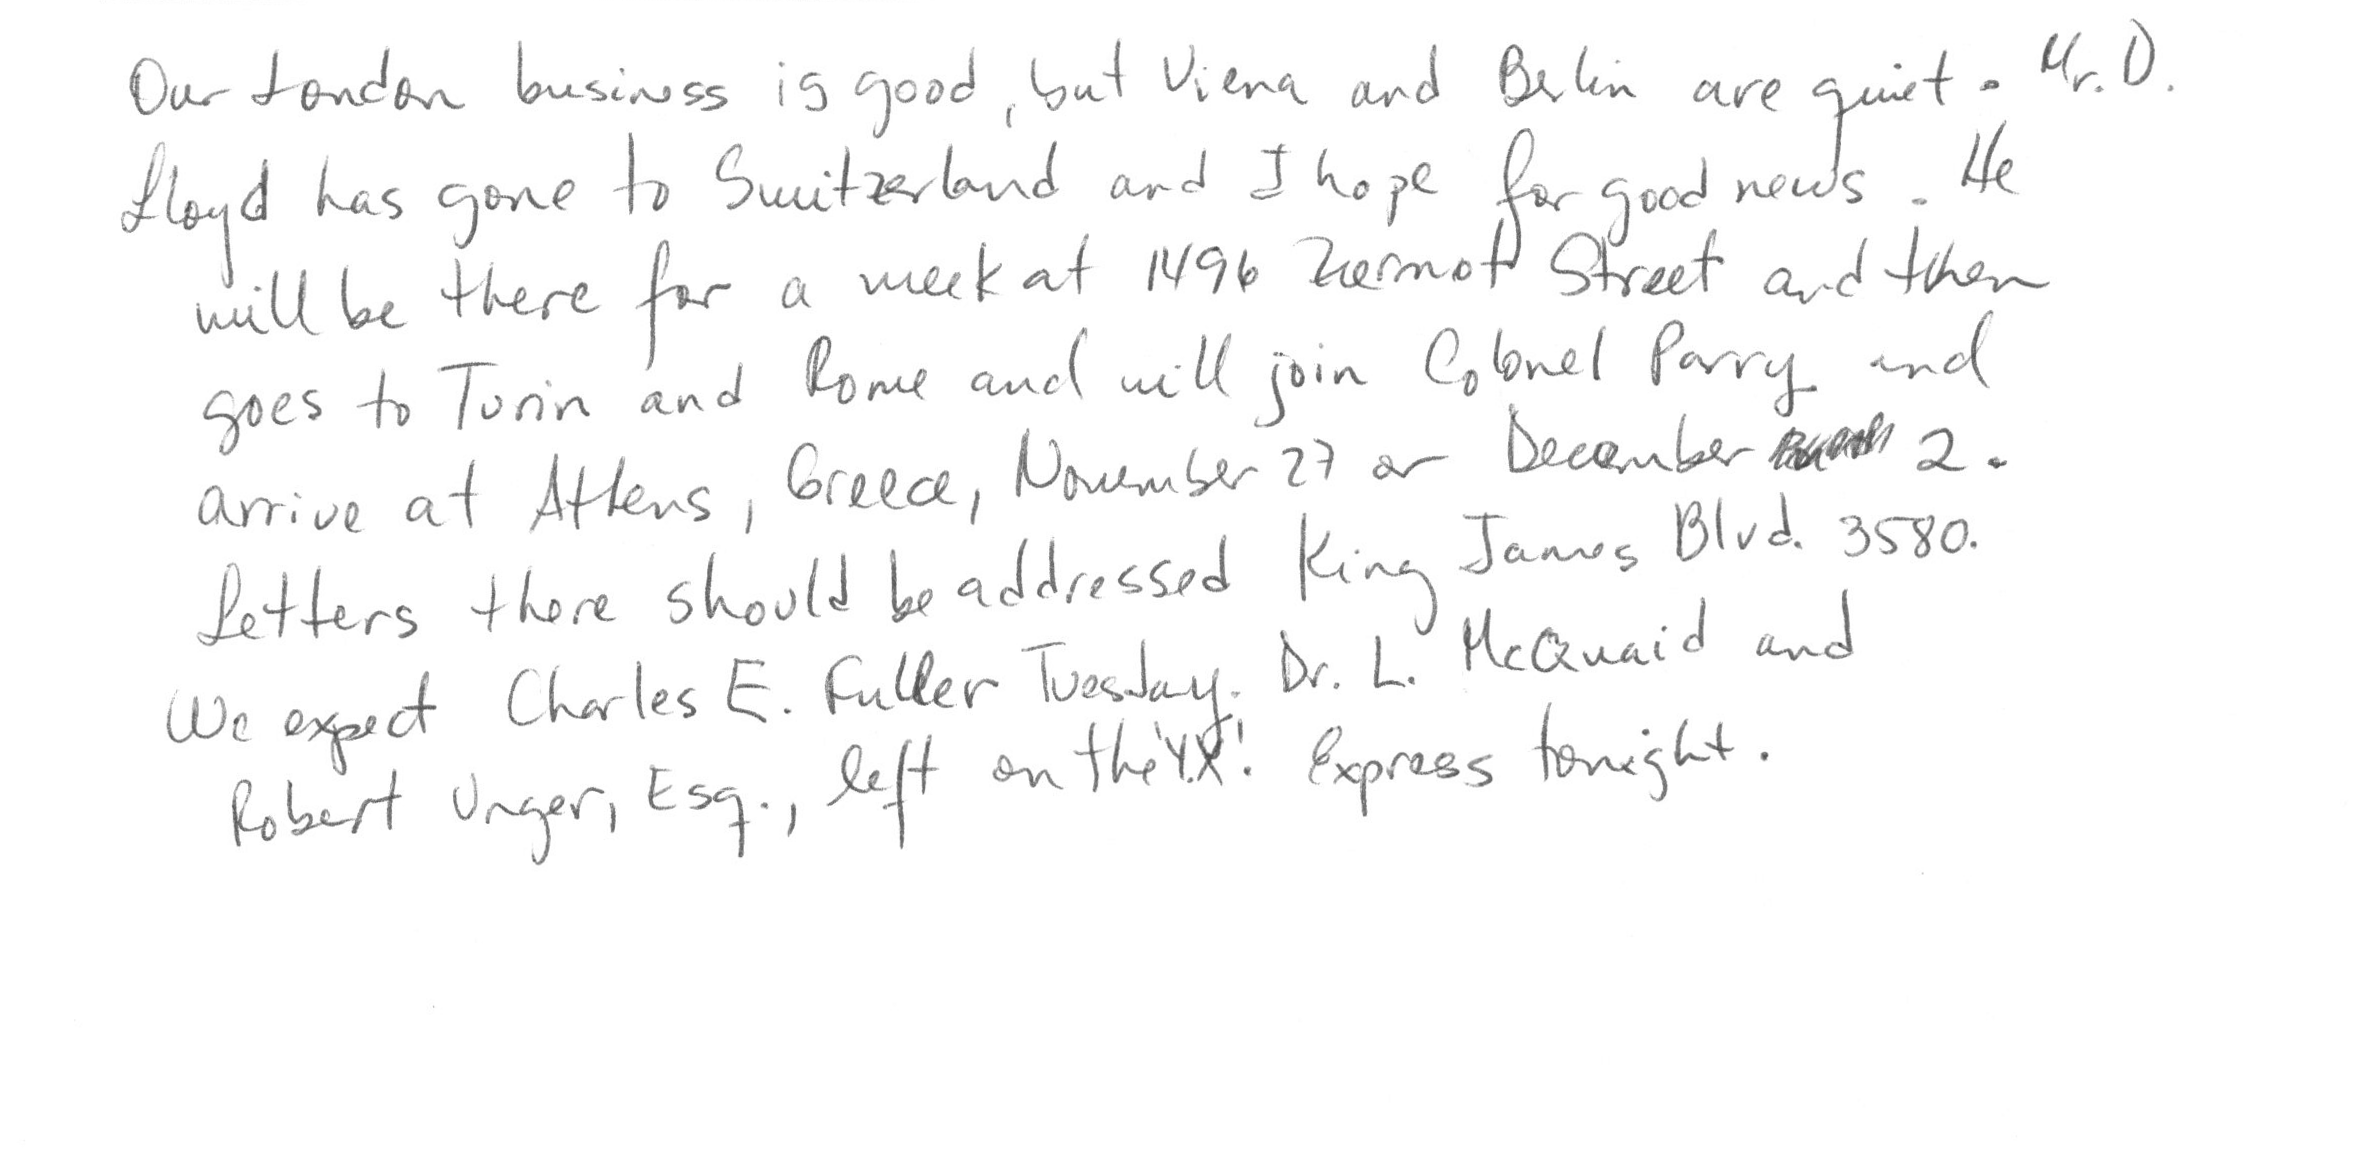 Our London business is good, but Viena and Berlin are quiet. Mr. D.
Lloyd has gone to Switzerland and I hope for good news. He
will be there for a week at 1496 Zermot Street and then
goes to Turin and Rome and will join Colonel Parry and
arrive at Athens, Greece, November 27 or December 2.
Letters there should be addressed King James Blvd. 3580.
We expect Charles E. Fuller Tuesday. Dr. L. McQuaid and
Robert Unger, Esq., left on the 'Y.X'. Express tonight.